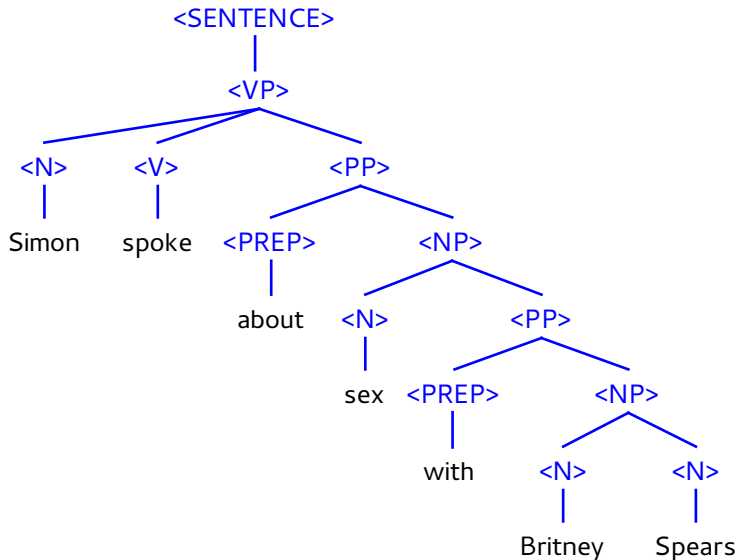 <SENTENCE>
<VP>
<N> <V> <PP>
Simon spoke <PREP> <NP>
about <N> <PP>
sex <PREP> <NP>
with <N> <N>
Britney Spears